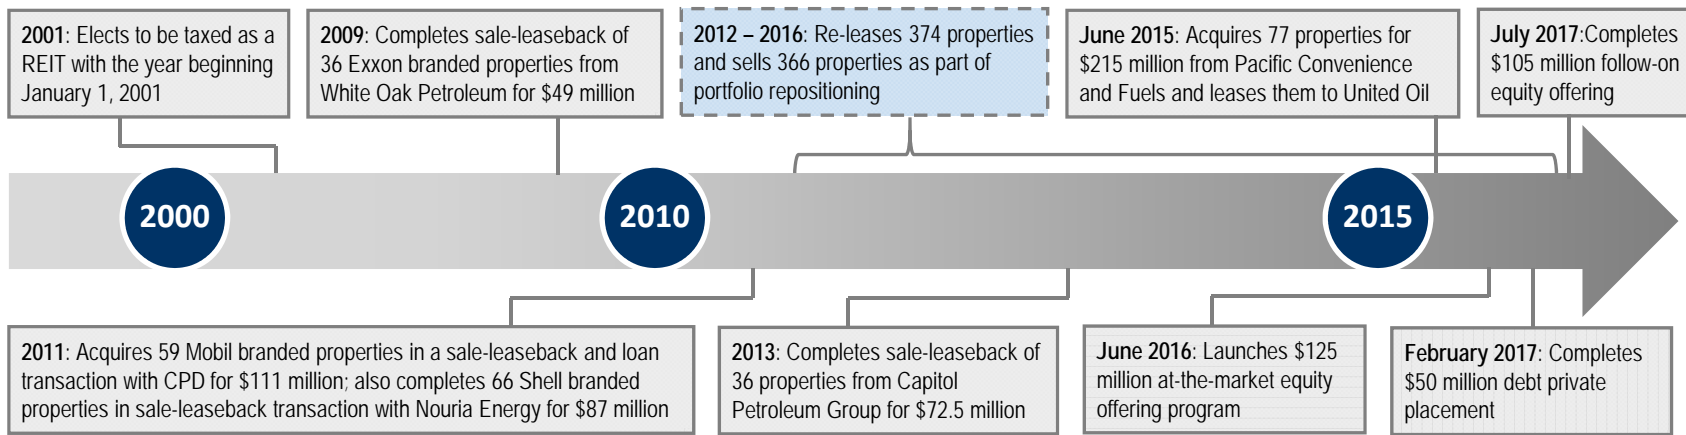 2001: Elects to be taxed as a
REIT with the year beginning
January 1, 2001
2009: Completes sale-leaseback of
36 Exxon branded properties from
White Oak Petroleum for $49 million
2012 – 2016: Re-leases 374 properties
and sells 366 properties as part of
portfolio repositioning
June 2015: Acquires 77 properties for
$215 million from Pacific Convenience
and Fuels and leases them to United Oil
July 2017:Completes
$105 million follow-on
equity offering
2000
2010
2015
2011: Acquires 59 Mobil branded properties in a sale-leaseback and loan
transaction with CPD for $111 million; also completes 66 Shell branded
properties in sale-leaseback transaction with Nouria Energy for $87 million
2013: Completes sale-leaseback of
36 properties from Capitol
Petroleum Group for $72.5 million
June 2016: Launches $125
million at-the-market equity
offering program
February 2017: Completes
$50 million debt private
placement